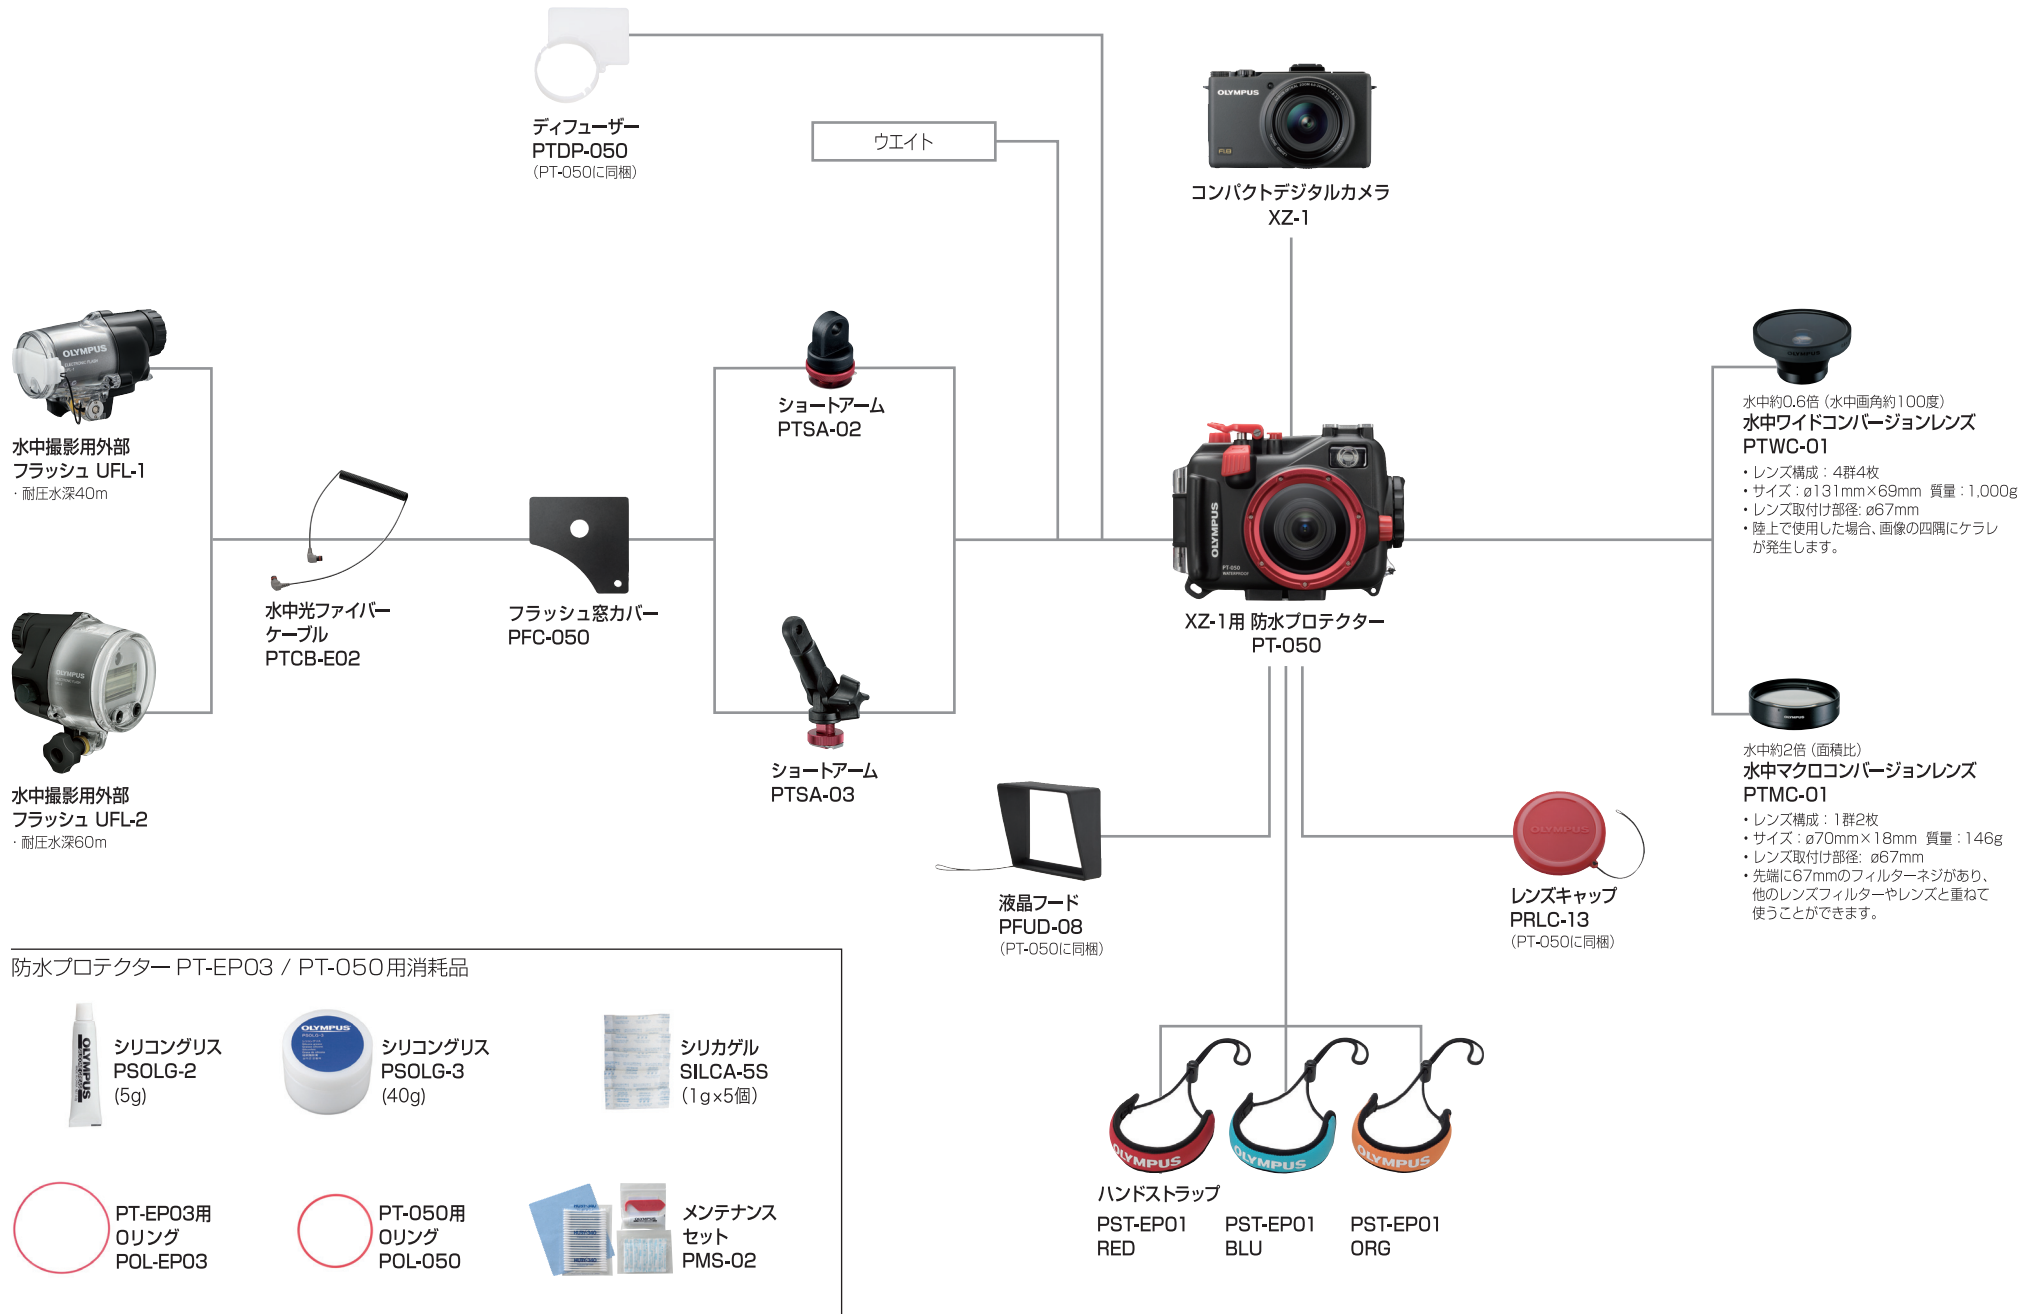 ディフューザー
PTDP-050
（PT-050に同梱）
ウエイト
OLYMPUS
コンパクトデジタルカメラ
XZ-1
OLYMPUS
水中撮影用外部
フラッシュ UFL-1
・耐圧水深40m
水中撮影用外部
フラッシュ UFL-2
・耐圧水深60m
水中光ファイバー
ケーブル
PTCB-E02
フラッシュ窓カバー
PFC-050
ショートアーム
PTSA-02
ショートアーム
PTSA-03
OLYMPUS
PT-050
WATERPROOF
XZ-1用 防水プロテクター
PT-050
OLYMPUS
水中約0.6倍（水中画角約100度）
水中ワイドコンバージョンレンズ
PTWC-01
・レンズ構成：4群4枚
・サイズ：ø131mm×69mm 質量：1,000g
・レンズ取付け部径: ø67mm
・陸上で使用した場合、画像の四隅にケラレ
が発生します。
OLYMPUS
水中約2倍（面積比）
水中マクロコンバージョンレンズ
PTMC-01
・レンズ構成：1群2枚
・サイズ：ø70mm×18mm 質量：146g
・レンズ取付け部径: ø67mm
・先端に67mmのフィルターネジがあり、
他のレンズフィルターやレンズと重ねて
使うことができます。
液晶フード
PFUD-08
（PT-050に同梱）
OLYMPUS
レンズキャップ
PRLC-13
（PT-050に同梱）
OLYMPUS
OLYMPUS
OLYMPUS
ハンドストラップ
PST-EP01
RED
PST-EP01
BLU
PST-EP01
ORG
防水プロテクター PT-EP03 / PT-050用消耗品
OLYMPUS
シリコングリス
PSOLG-2
(5g)
OLYMPUS
PSOLG-3
シリコングリス
PSOLG-3
(40g)
シリカゲル
SILCA-5S
（1g×5個）
PT-EP03用
Oリング
POL-EP03
PT-050用
Oリング
POL-050
メンテナンス
セット
PMS-02